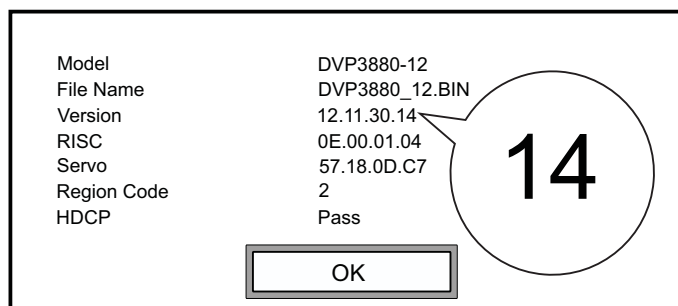 Model DVP3880-12
File Name DVP3880_12.BIN
Version 12.11.30.14
RISC 0E.00.01.04
Servo 57.18.0D.C7
Region Code 2
HDCP Pass
OK
14